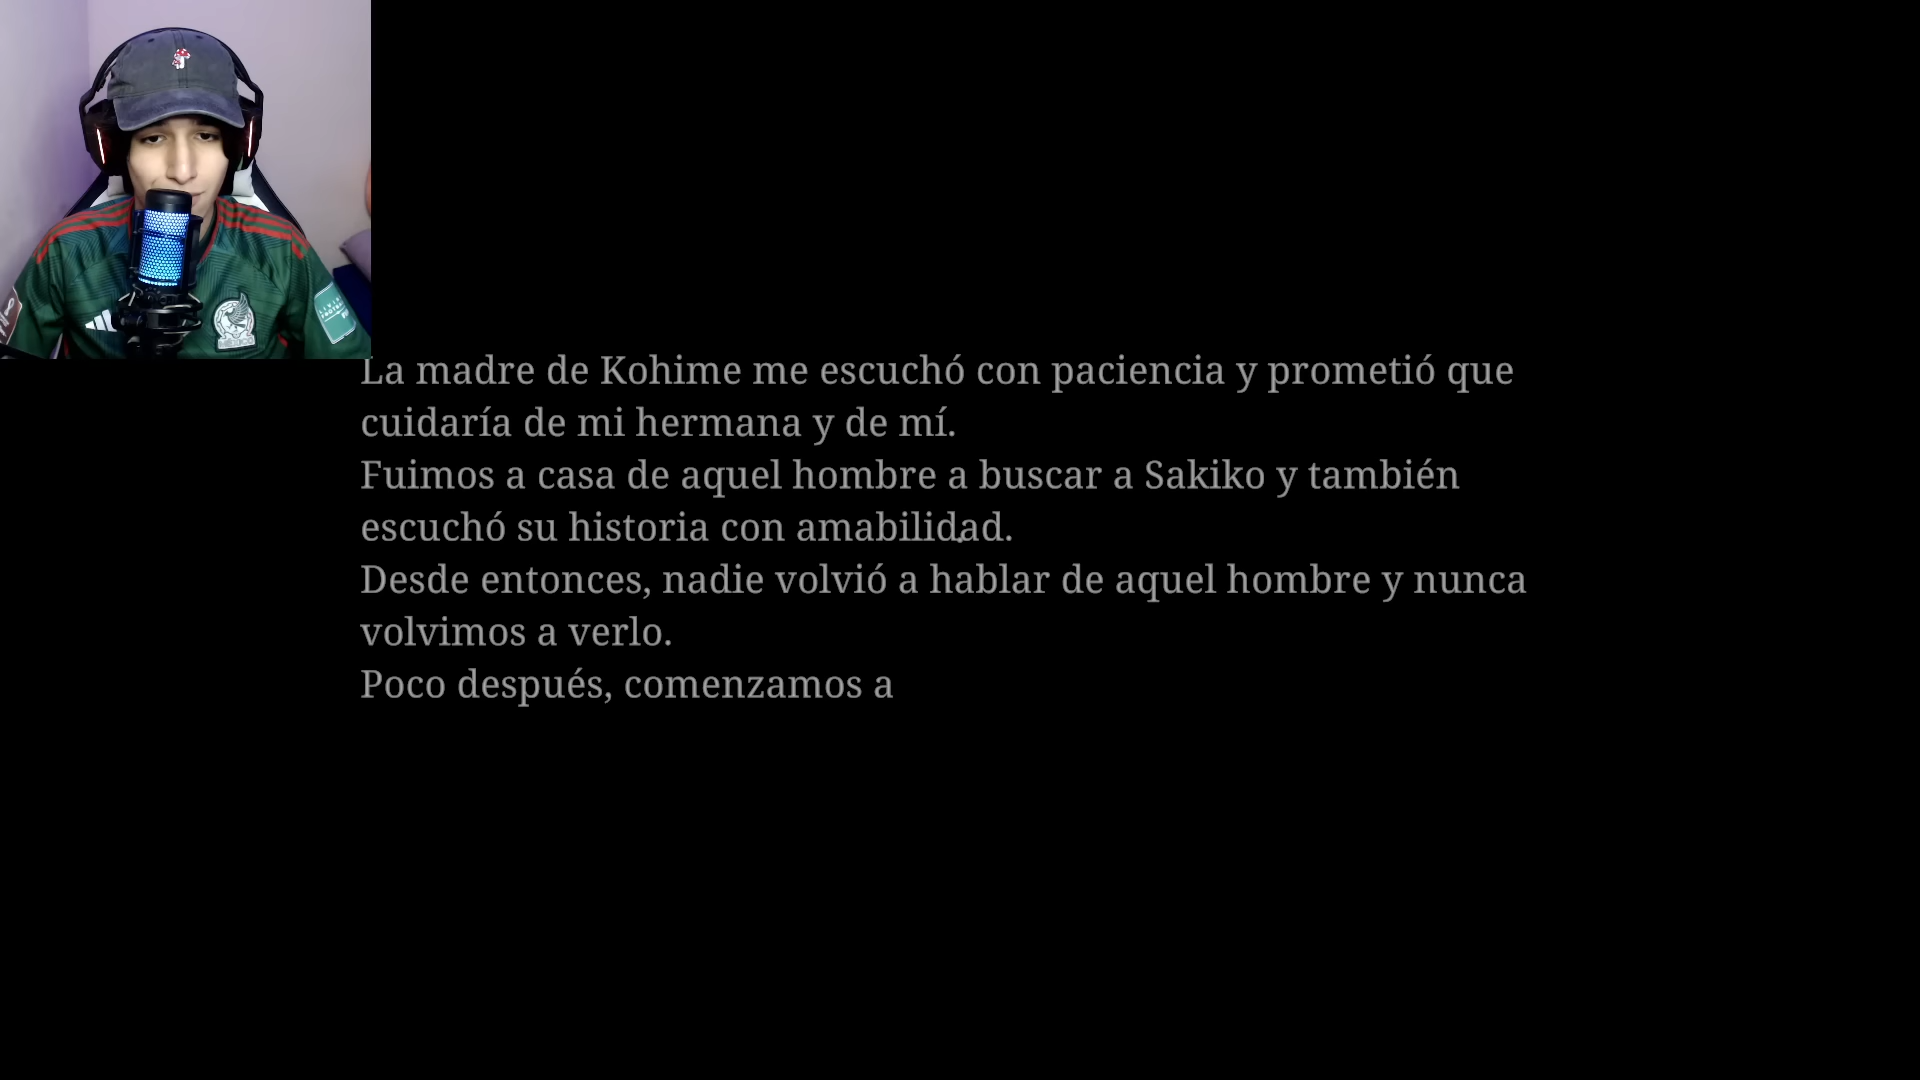 La madre de Kohime me escuchó con paciencia y prometió que
cuidaría de mi hermana y de mí.
Fuimos a casa de aquel hombre a buscar a Sakiko y también
escuchó su historia con amabilidad.
Desde entonces, nadie volvió a hablar de aquel hombre y nunca
volvimos a verlo.
Poco después, comenzamos a